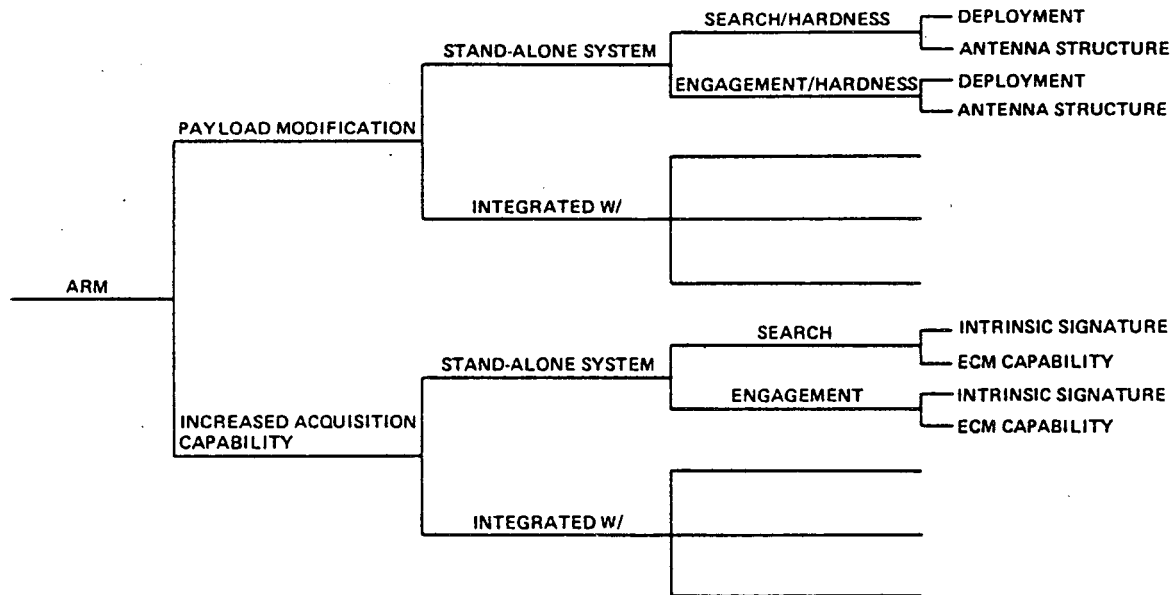 SEARCH/HARDNESS
DEPLOYMENT
ANTENNA STRUCTURE
STAND-ALONE SYSTEM
ENGAGEMENT/HARDNESS
DEPLOYMENT
ANTENNA STRUCTURE
PAYLOAD MODIFICATION
INTEGRATED W/
ARM
SEARCH
INTRINSIC SIGNATURE
ECM CAPABILITY
STAND-ALONE SYSTEM
ENGAGEMENT
INTRINSIC SIGNATURE
ECM CAPABILITY
INCREASED ACQUISITION
CAPABILITY
INTEGRATED W/